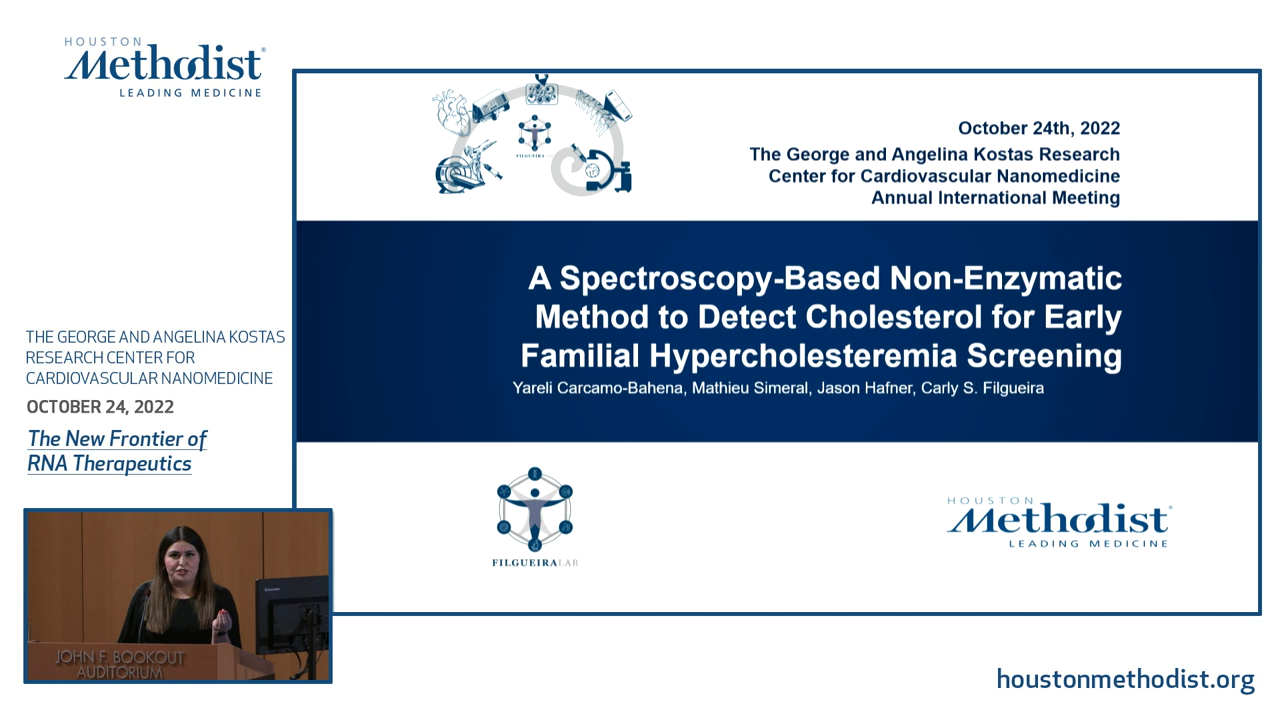 HOUSTON
Methodist®
LEADING MEDICINE
THE GEORGE AND ANGELINA KOSTAS
RESEARCH CENTER FOR
CARDIOVASCULAR NANOMEDICINE
OCTOBER 24, 2022
The New Frontier of
RNA Therapeutics
JOHN F. BOOKOUT
AUDITORIUM
FILGUEIRA LAB
October 24th, 2022
The George and Angelina Kostas Research
Center for Cardiovascular Nanomedicine
Annual International Meeting
A Spectroscopy-Based Non-Enzymatic
Method to Detect Cholesterol for Early
Familial Hypercholesteremia Screening
Yareli Carcamo-Bahena, Mathieu Simeral, Jason Hafner, Carly S. Filgueira
FILGUEIRALAB
HOUSTON
Methodist®
LEADING MEDICINE
houstonmethodist.org